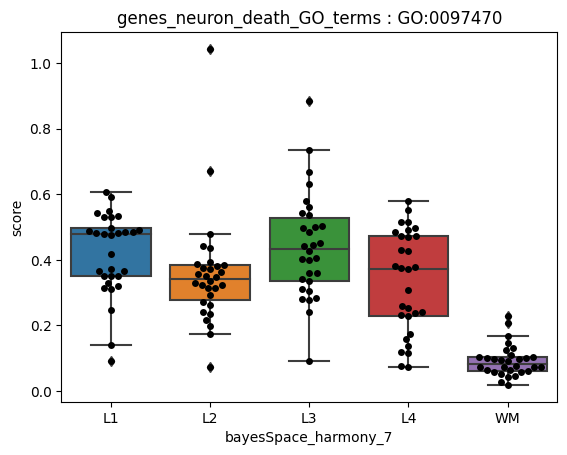 genes_neuron_death_GO_terms : GO:0097470
1.0
0.8
0.6
0.4
0.2
0.0
score
L1 L2 L3 L4 WM
bayesSpace_harmony_7